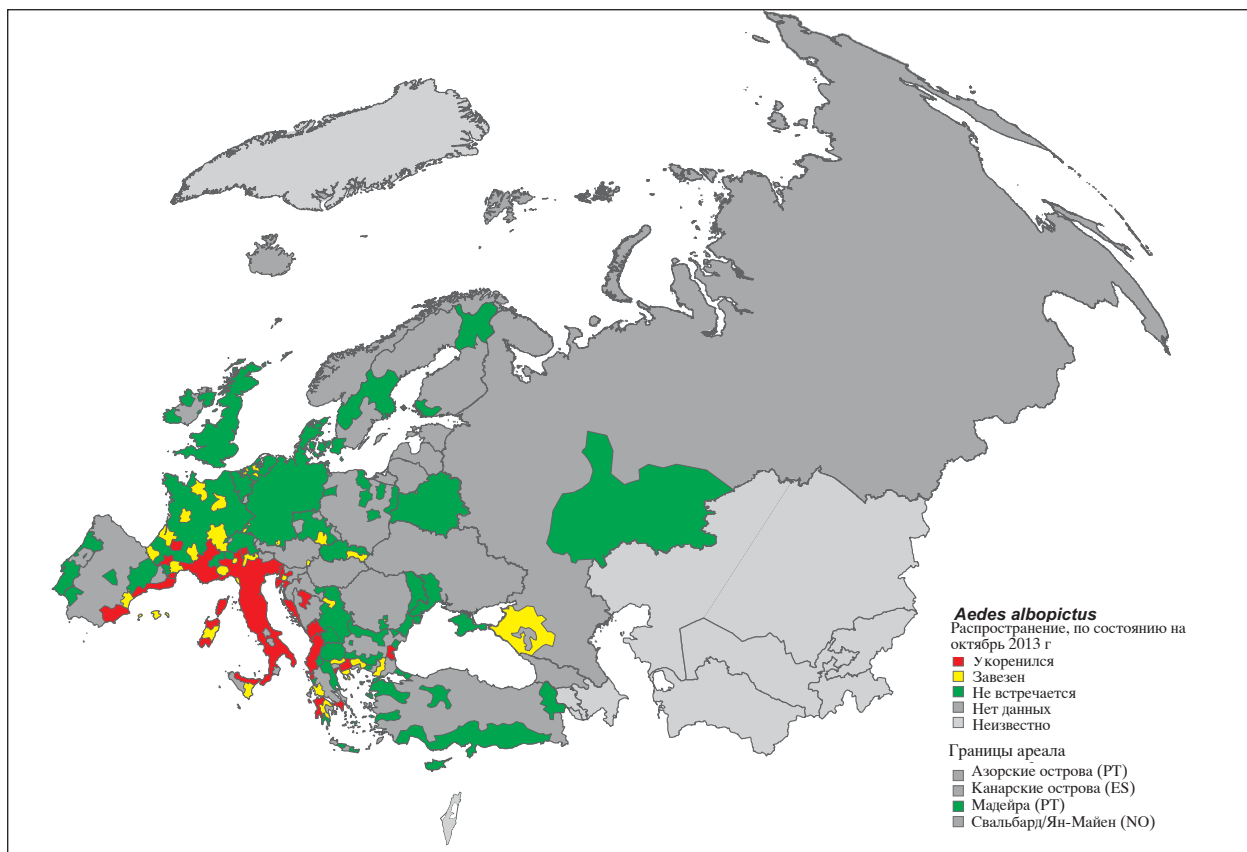 Aedes albopictus
Распространение, по состоянию на
октябрь 2013 г
Укоренился
Завезен
Не встречается
Нет данных
Неизвестно
Границы ареала
Азорские острова (PT)
Канарские острова (ES)
Мадейра (PT)
Свальбард/Ян-Майен (NO)